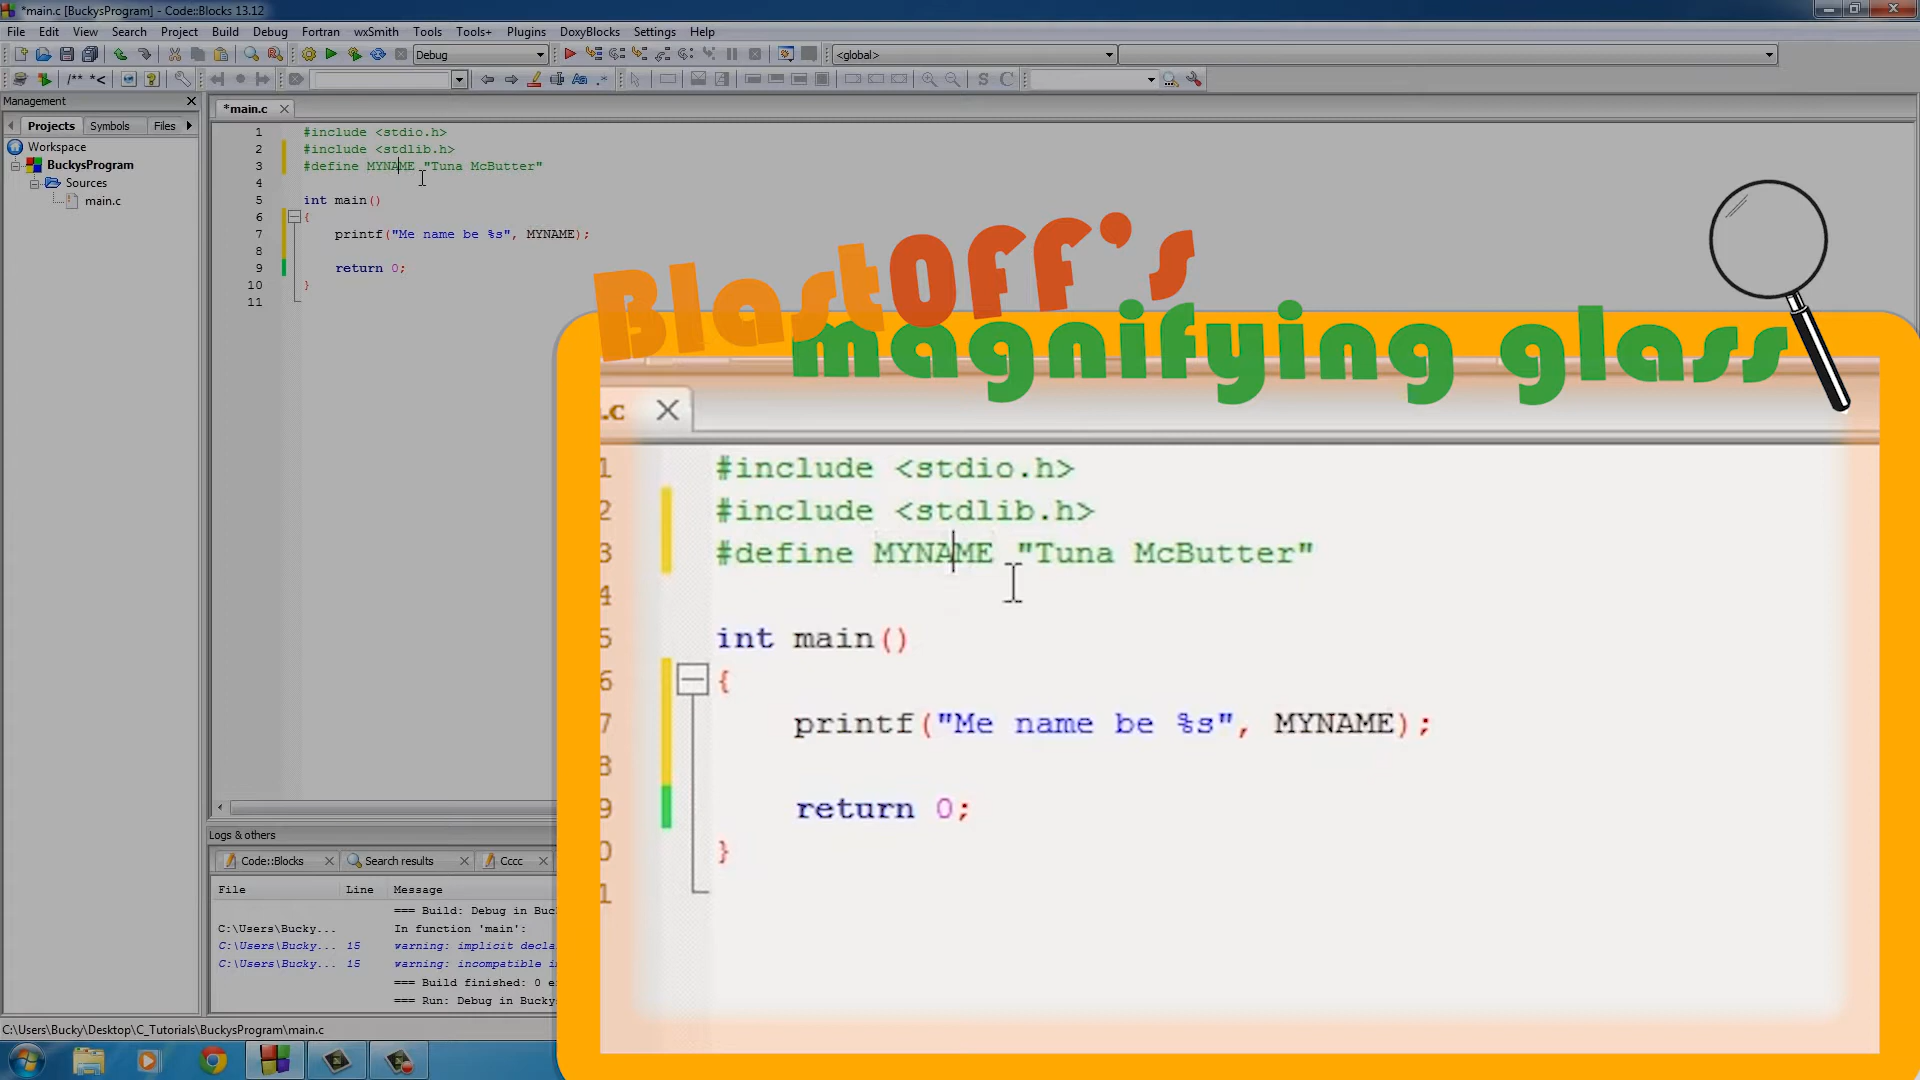 *main.c [BuckysProgram] - Code::Blocks 13.12
File Edit View Search Project Build Debug Fortran wxSmith Tools Tools+ Plugins DoxyBlocks Settings Help
Debug
<global>
/** *<
Aa .*
S C
Management
*main.c
Projects Symbols Files
Workspace
BuckysProgram
Sources
main.c
1 #include <stdio.h>
2 #include <stdlib.h>
3 #define MYNAME "Tuna McButter"
4
5 int main()
6 {
7 printf("Me name be %s", MYNAME);
8
9 return 0;
10 }
11
BlastOFF's
magnifying glass
.c
1 #include <stdio.h>
2 #include <stdlib.h>
3 #define MYNAME "Tuna McButter"
4
5 int main()
6 {
7 printf("Me name be %s", MYNAME);
8
9 return 0;
0 }
1
Logs & others
Code::Blocks Search results Cccc
File Line Message
=== Build: Debug in Buc
C:\Users\Bucky... In function 'main':
C:\Users\Bucky... 15 warning: implicit decla
C:\Users\Bucky... 15 warning: incompatible i
=== Build finished: 0 e
=== Run: Debug in Bucky
C:\Users\Bucky\Desktop\C_Tutorials\BuckysProgram\main.c